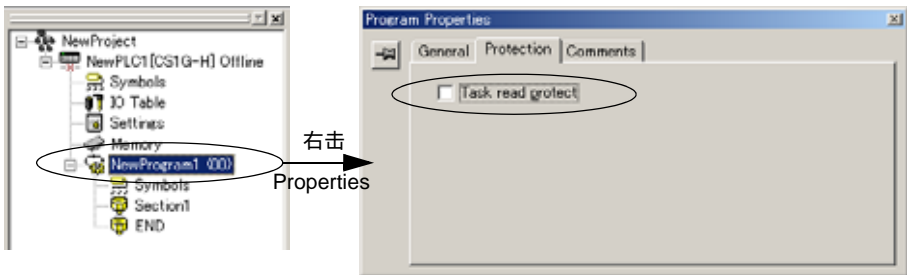 NewProject
NewPLC1[CS1G-H] Offline
Symbols
IO Table
Settings
Memory
NewProgram1 (00)
Symbols
Section1
END
右击
Properties
Program Properties
General Protection Comments
Task read protect